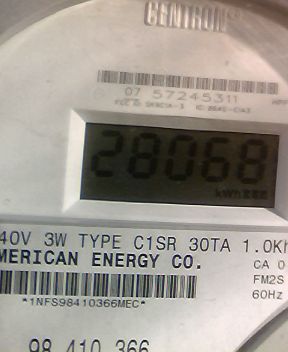 CENTRON
07 57245311
28068
kWh
40V 3W TYPE C1SR 30TA 1.0Kh
MERICAN ENERGY CO.
CA 0
FM2S
*1NFS98410366MEC*
60Hz
98 410 366